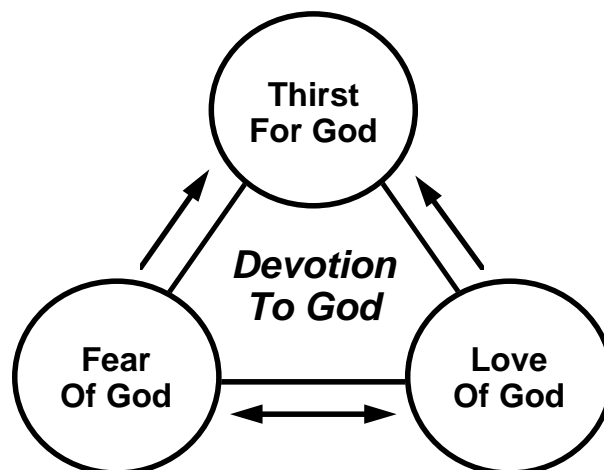 Thirst
For God
Devotion
To God
Fear
Of God
Love
Of God